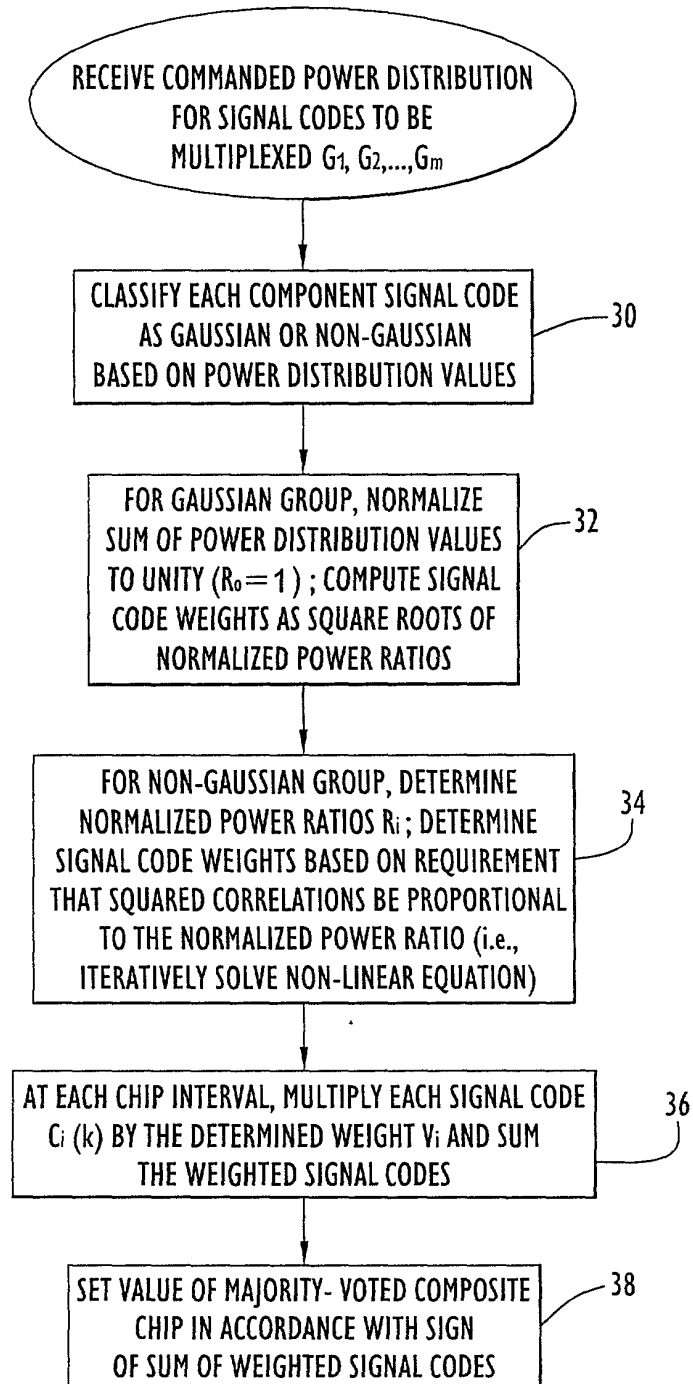 RECEIVE COMMANDED POWER DISTRIBUTION
FOR SIGNAL CODES TO BE
MULTIPLEXED G1, G2,...,Gm
CLASSIFY EACH COMPONENT SIGNAL CODE
AS GAUSSIAN OR NON-GAUSSIAN
BASED ON POWER DISTRIBUTION VALUES
30
FOR GAUSSIAN GROUP, NORMALIZE
SUM OF POWER DISTRIBUTION VALUES
TO UNITY (R0=1) ; COMPUTE SIGNAL
CODE WEIGHTS AS SQUARE ROOTS OF
NORMALIZED POWER RATIOS
32
FOR NON-GAUSSIAN GROUP, DETERMINE
NORMALIZED POWER RATIOS Ri ; DETERMINE
SIGNAL CODE WEIGHTS BASED ON REQUIREMENT
THAT SQUARED CORRELATIONS BE PROPORTIONAL
TO THE NORMALIZED POWER RATIO (i.e.,
ITERATIVELY SOLVE NON-LINEAR EQUATION)
34
AT EACH CHIP INTERVAL, MULTIPLY EACH SIGNAL CODE
Ci (k) BY THE DETERMINED WEIGHT Vi AND SUM
THE WEIGHTED SIGNAL CODES
36
SET VALUE OF MAJORITY- VOTED COMPOSITE
CHIP IN ACCORDANCE WITH SIGN
OF SUM OF WEIGHTED SIGNAL CODES
38